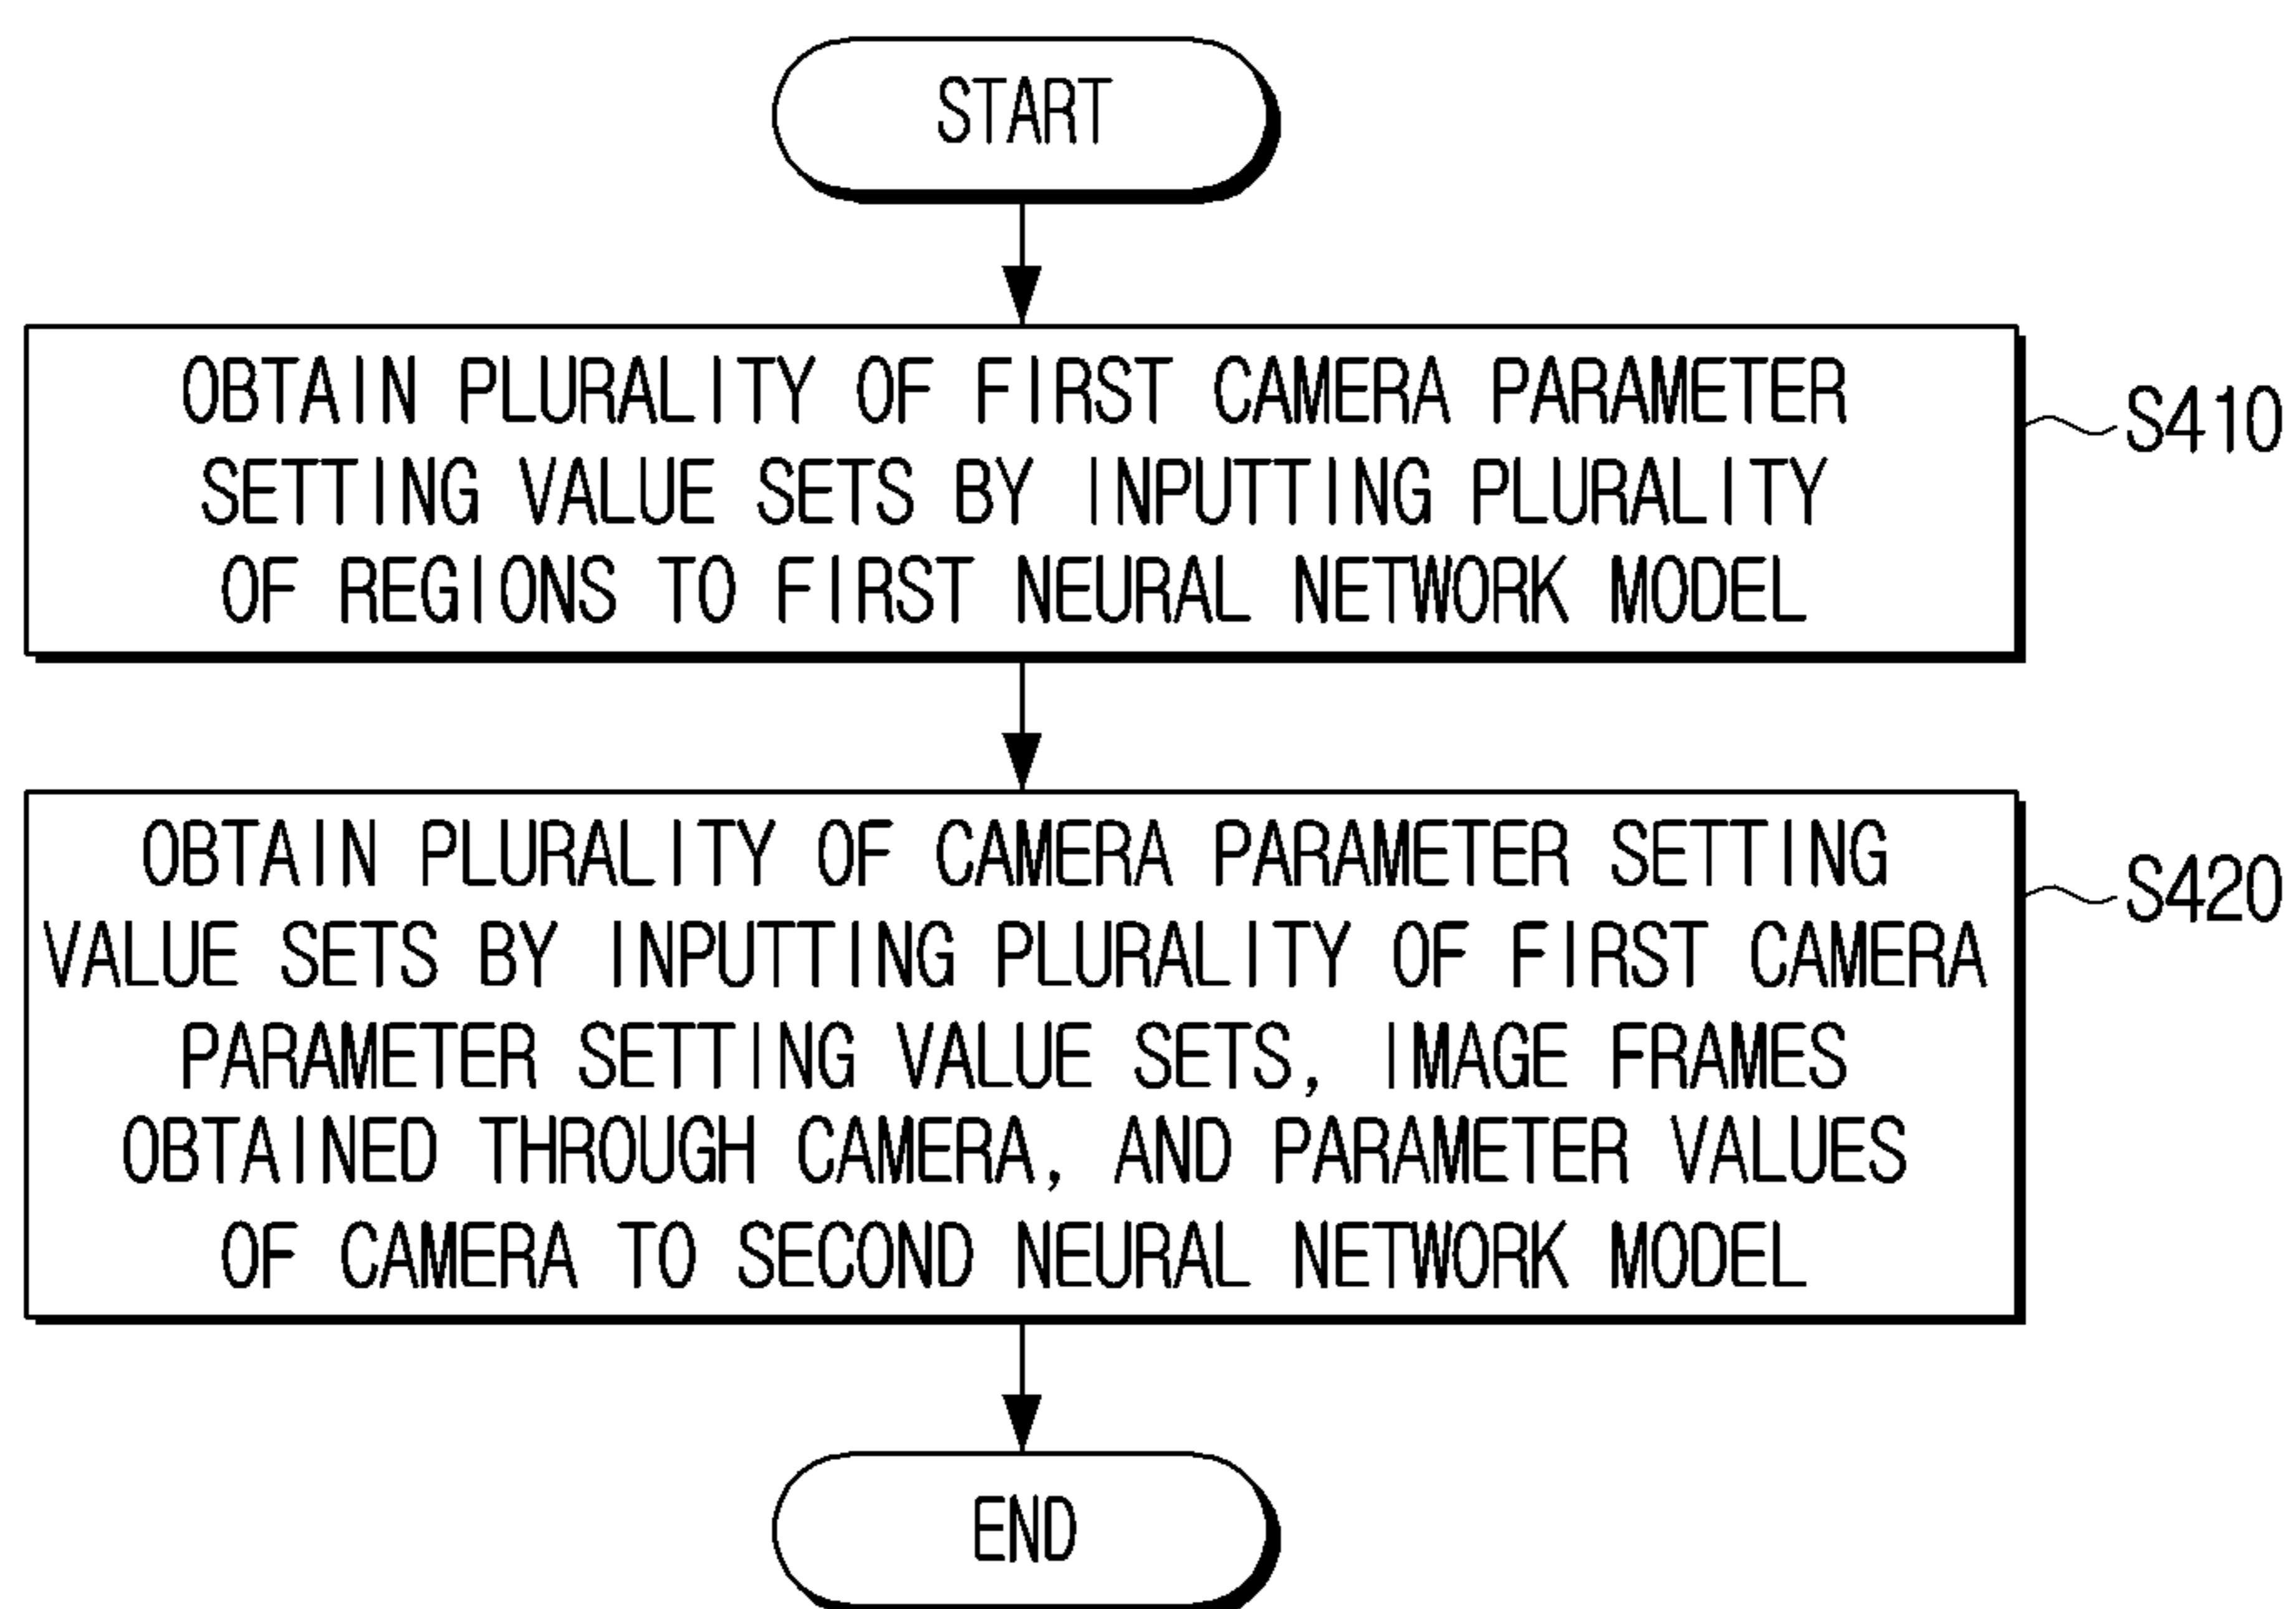 START
OBTAIN PLURALITY OF FIRST CAMERA PARAMETER
SETTING VALUE SETS BY INPUTTING PLURALITY
OF REGIONS TO FIRST NEURAL NETWORK MODEL
S410
OBTAIN PLURALITY OF CAMERA PARAMETER SETTING
VALUE SETS BY INPUTTING PLURALITY OF FIRST CAMERA
PARAMETER SETTING VALUE SETS, IMAGE FRAMES
OBTAINED THROUGH CAMERA, AND PARAMETER VALUES
OF CAMERA TO SECOND NEURAL NETWORK MODEL
S420
END